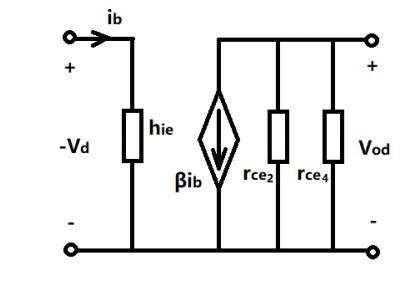 ib
+
+
hie
-Vd
Vod
βib
rce2
rce4
-
-